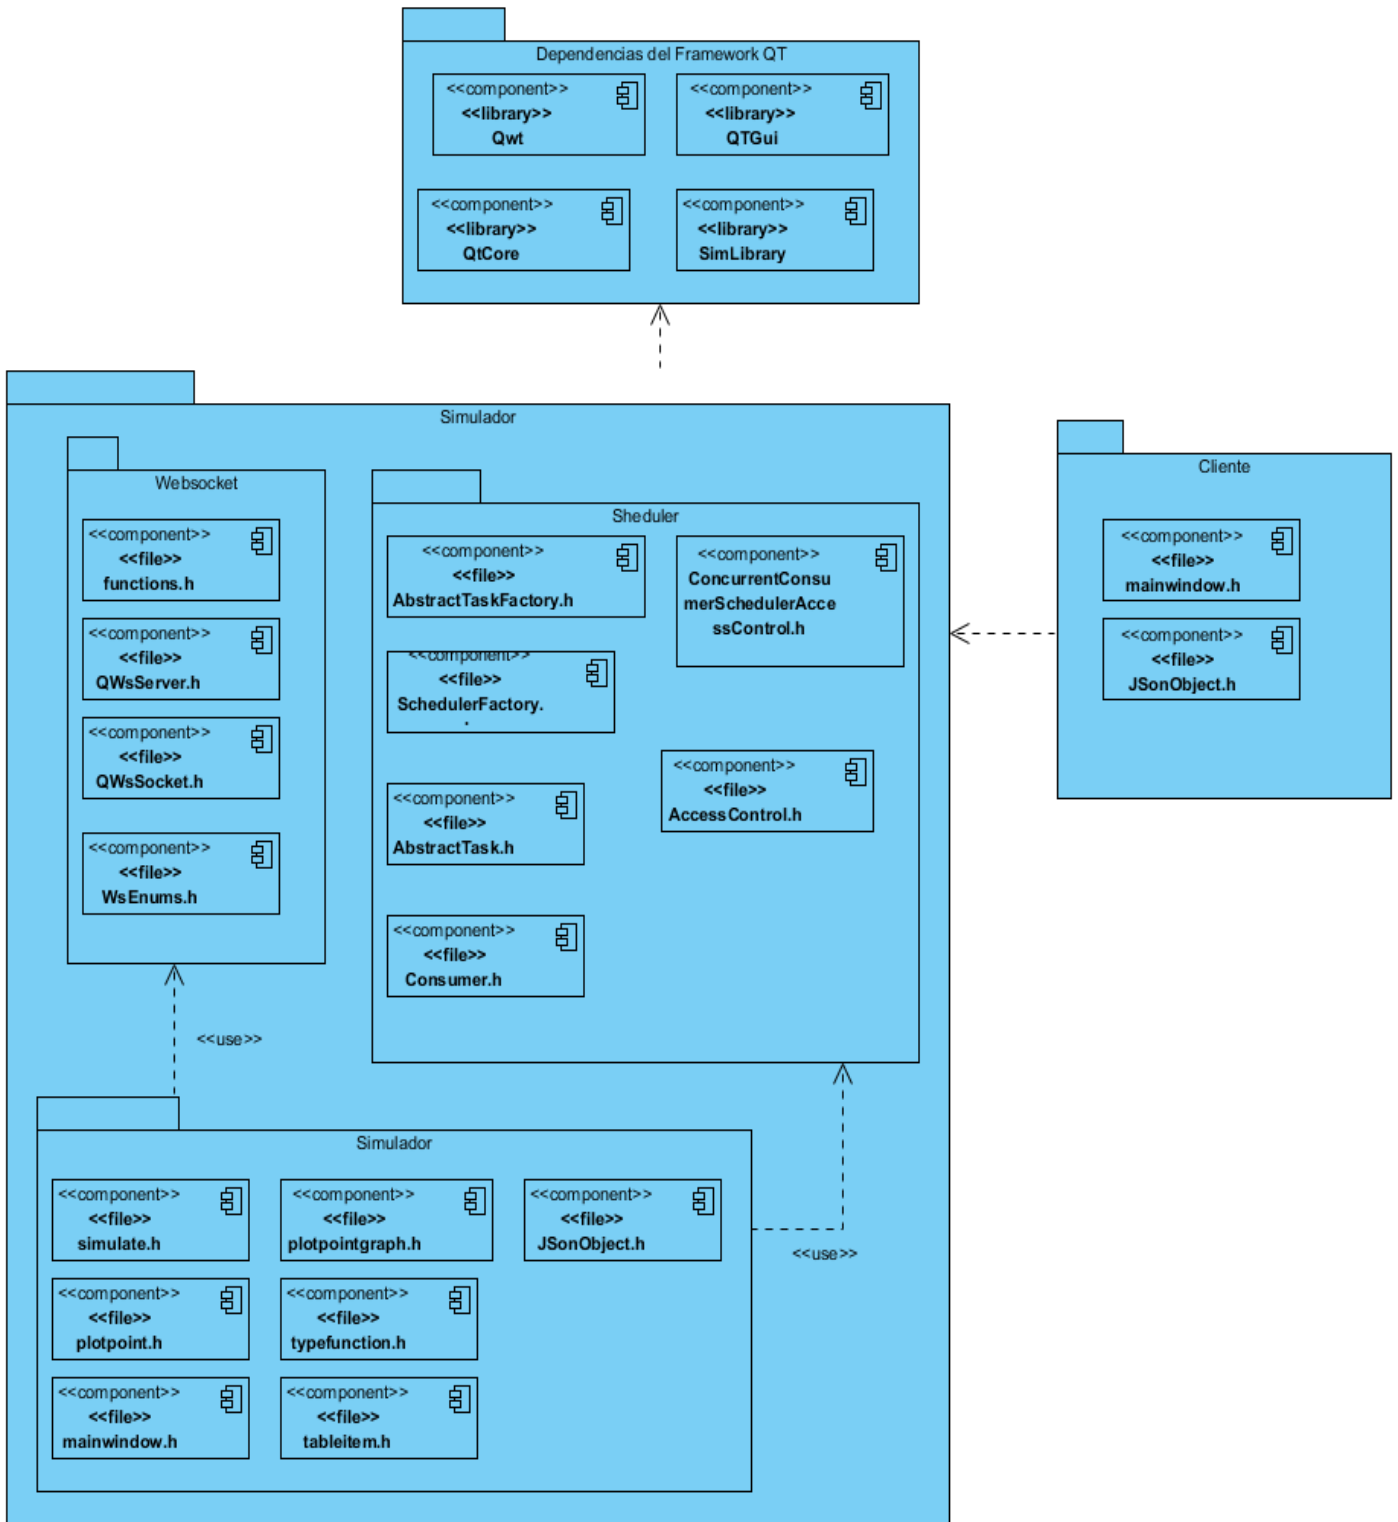 Dependencias del Framework QT
<<component>>
<<library>>
Qwt
<<component>>
<<library>>
QTGui
<<component>>
<<library>>
QtCore
<<component>>
<<library>>
SimLibrary
Simulador
Websocket
<<component>>
<<file>>
functions.h
<<component>>
<<file>>
QWsServer.h
<<component>>
<<file>>
QWsSocket.h
<<component>>
<<file>>
WsEnums.h
Sheduler
<<component>>
<<file>>
AbstractTaskFactory.h
<<component>>
ConcurrentConsu
merSchedulerAcce
ssControl.h
<<component>>
<<file>>
SchedulerFactory.
<<component>>
<<file>>
AccessControl.h
<<component>>
<<file>>
AbstractTask.h
<<component>>
<<file>>
Consumer.h
Cliente
<<component>>
<<file>>
mainwindow.h
<<component>>
<<file>>
JSonObject.h
<<use>>
<<use>>
Simulador
<<component>>
<<file>>
simulate.h
<<component>>
<<file>>
plotpointgraph.h
<<component>>
<<file>>
JSonObject.h
<<component>>
<<file>>
plotpoint.h
<<component>>
<<file>>
typefunction.h
<<component>>
<<file>>
mainwindow.h
<<component>>
<<file>>
tableitem.h